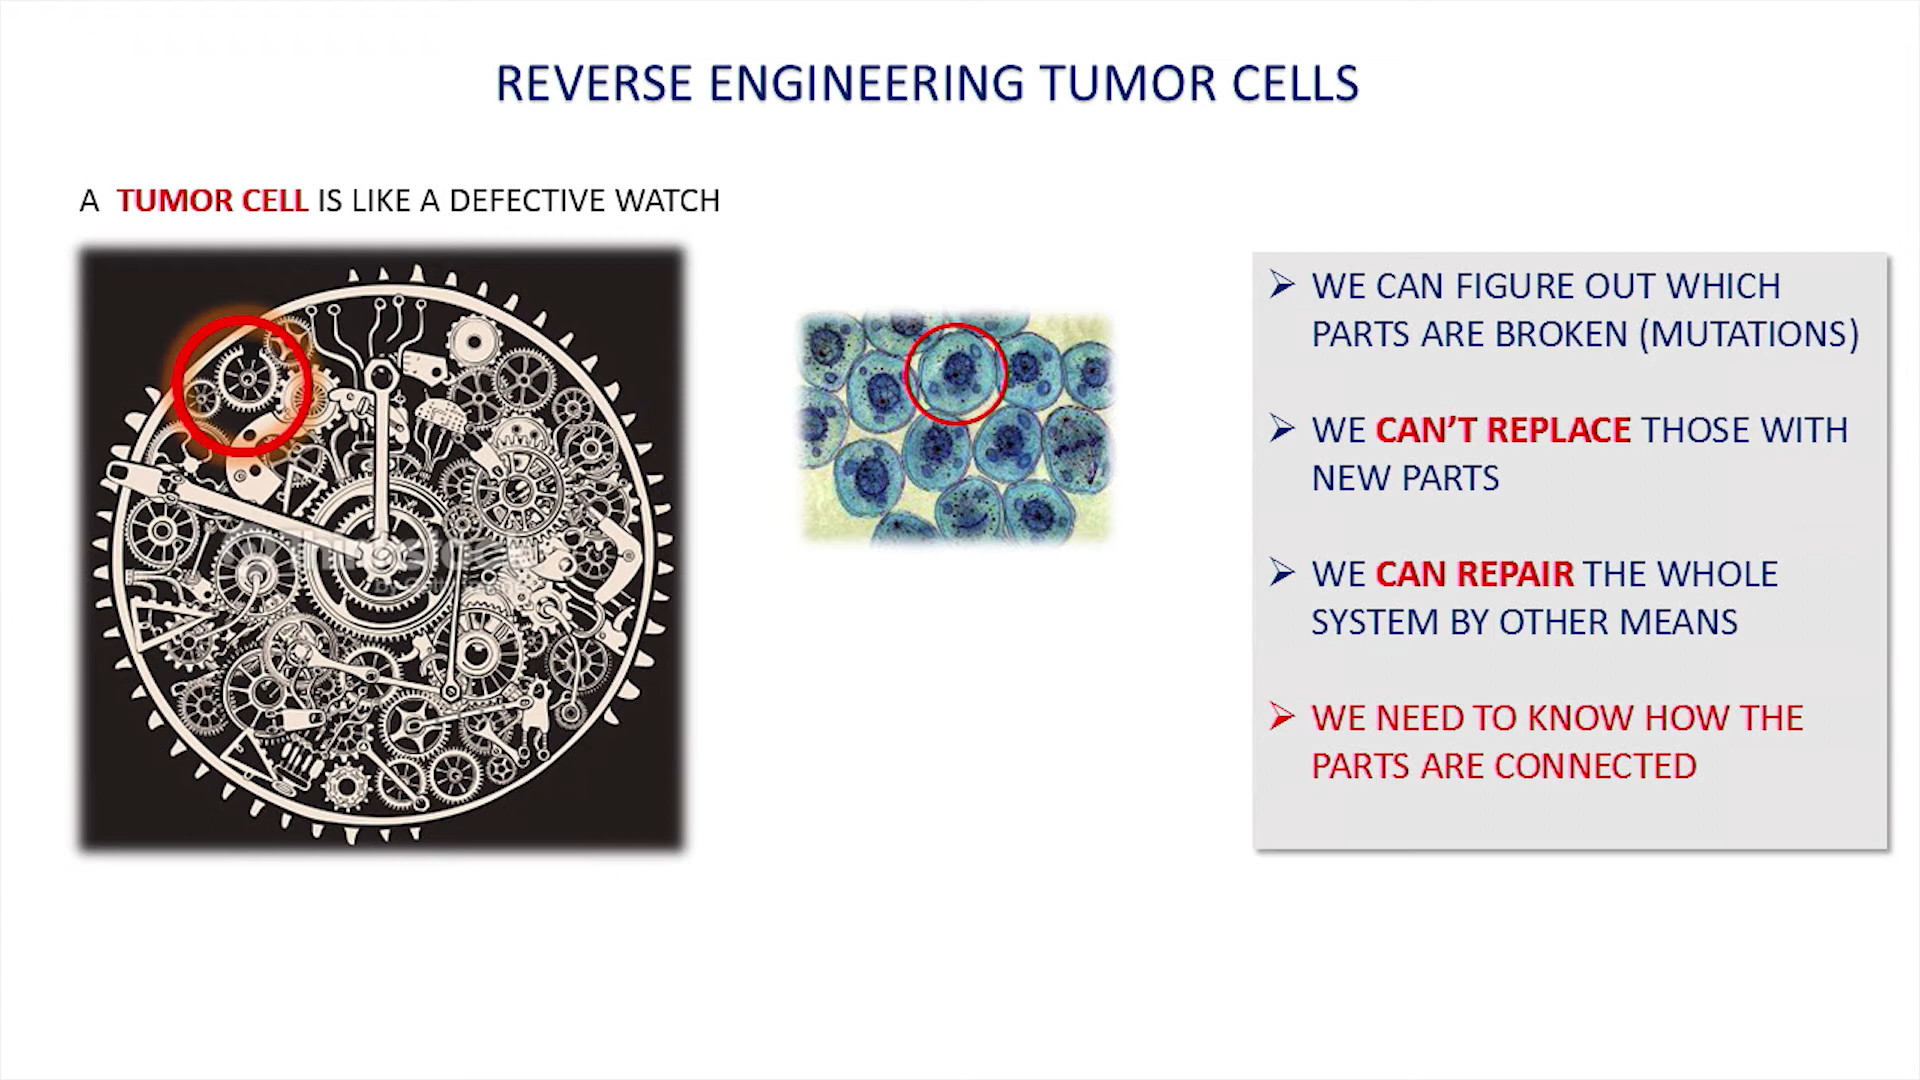 REVERSE ENGINEERING TUMOR CELLS
A TUMOR CELL IS LIKE A DEFECTIVE WATCH
➢ WE CAN FIGURE OUT WHICH
PARTS ARE BROKEN (MUTATIONS)
➢ WE CAN’T REPLACE THOSE WITH
NEW PARTS
➢ WE CAN REPAIR THE WHOLE
SYSTEM BY OTHER MEANS
➢ WE NEED TO KNOW HOW THE
PARTS ARE CONNECTED